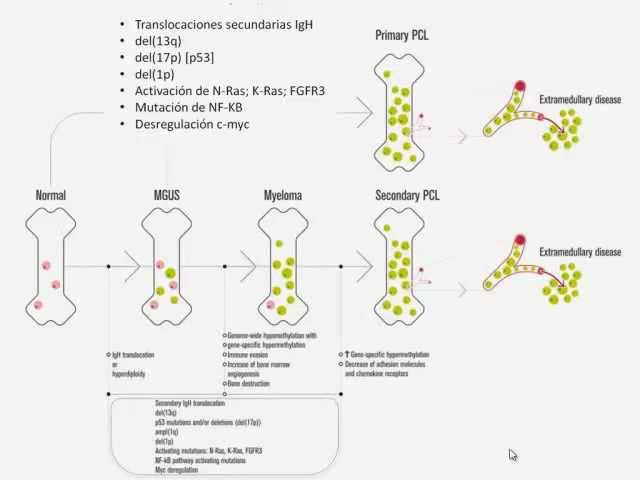 Translocaciones secundarias IgH
del(13q)
del(17p) [p53]
del(1p)
Activación de N-Ras; K-Ras; FGFR3
Mutación de NF-KB
Desregulación c-myc
Primary PCL
Extramedullary disease
Normal
MGUS
Myeloma
Secondary PCL
Extramedullary disease
IgH translocation
or
hyperdiploidy
Genome-wide hypomethylation with
gene-specific hypermethylation
Immune evasion
Increase of bone morrow
angiogenesis
Bone destruction
⬆ Gene-specific hypermethylation
Decrease of adhesion molecules
and chemokine receptors
Secondary IgH translocation
del(13q)
p53 mutations and/or deletions (del(17p))
ampl(1q)
del(1p)
Activating mutations: N-Ras, K-Ras, FGFR3
NF-kB pathway activating mutations
Myc deregulation